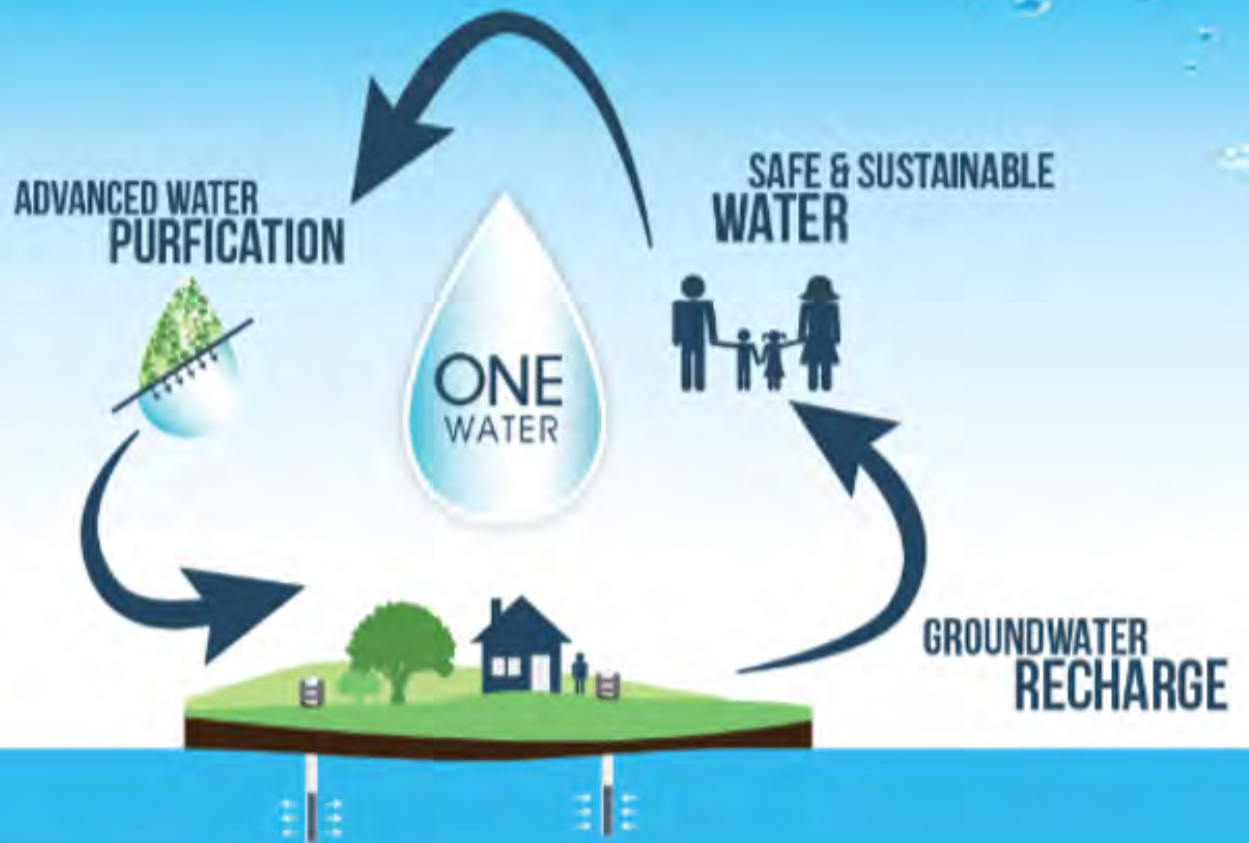 SAFE & SUSTAINABLE
WATER
ADVANCED WATER
PURFICATION
ONE
WATER
GROUNDWATER
RECHARGE